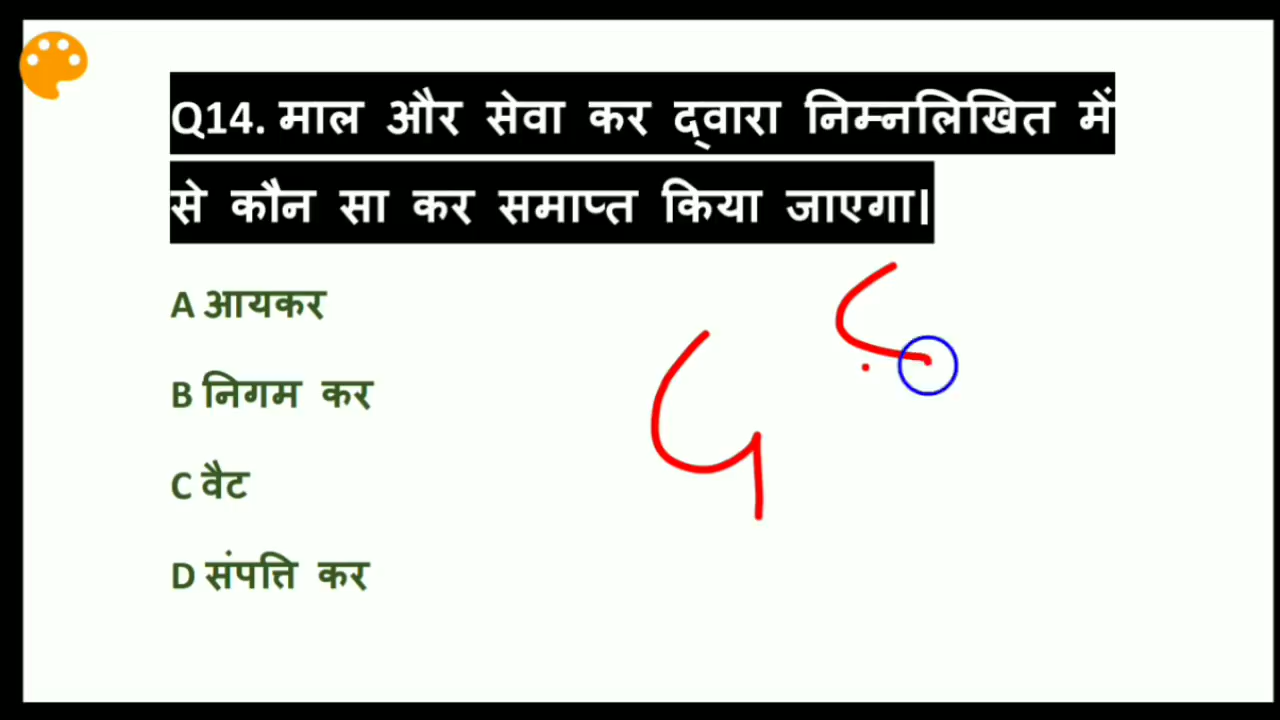 Q14. माल और सेवा कर द्वारा निम्नलिखित में
से कौन सा कर समाप्त किया जाएगा।
A आयकर
B निगम कर
C वैट
D संपत्ति कर
G S